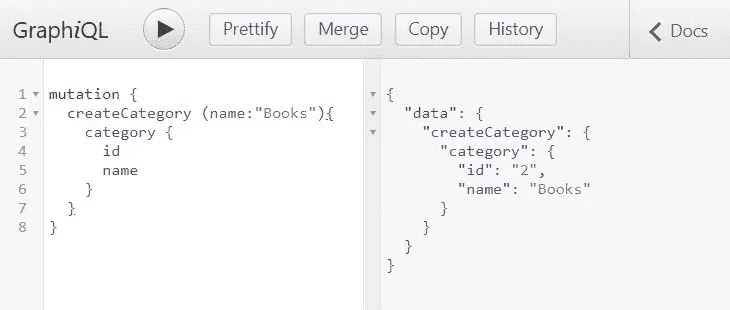 GraphiQL Prettify Merge Copy History Docs
1 mutation {
2 createCategory (name:"Books"){
3 category {
4 id
5 name
6 }
7 }
8 }
{
"data": {
"createCategory": {
"category": {
"id": "2",
"name": "Books"
}
}
}
}